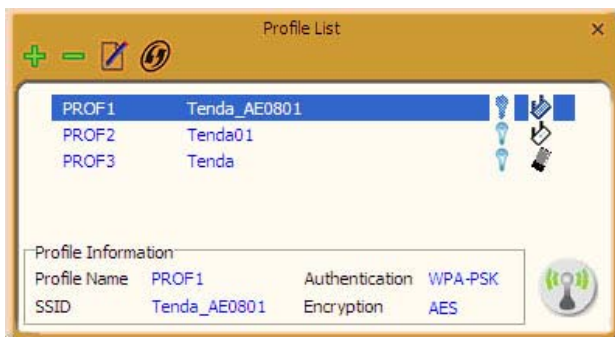 Profile List
PROF1 Tenda_AE0801
PROF2 Tenda01
PROF3 Tenda
Profile Information
Profile Name PROF1 Authentication WPA-PSK
SSID Tenda_AE0801 Encryption AES